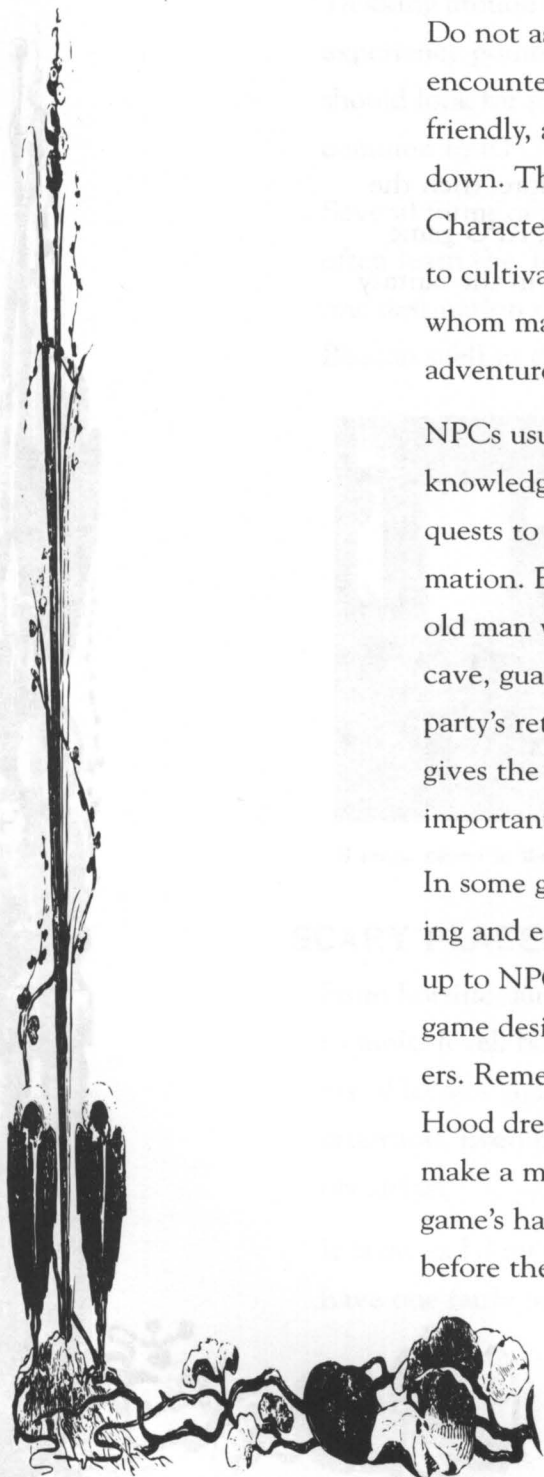 Do not as
encounte
friendly, a
down. Th
Characte
to cultiva
whom ma
adventure
NPCs usu
knowledg
quests to
mation. E
old man w
cave, gua
party's ret
gives the
important
In some g
ing and e
up to NPC
game desi
ers. Reme
Hood dre
make a m
game's ha
before the